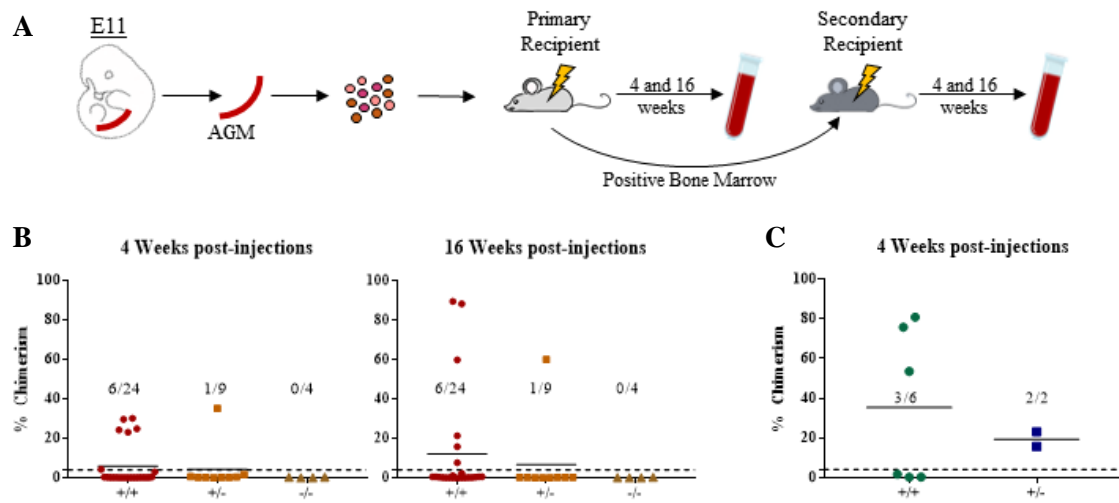 A
E11
AGM
Primary
Recipient
4 and 16
weeks
Secondary
Recipient
4 and 16
weeks
Positive Bone Marrow
B
4 Weeks post-injections
% Chimerism
100
80
60
40
20
0
6/24
1/9
0/4
+/+
+/-
-/-
16 Weeks post-injections
100
80
60
40
20
0
6/24
1/9
0/4
+/+
+/-
-/-
C
4 Weeks post-injections
% Chimerism
100
80
60
40
20
0
3/6
2/2
+/+
+/-